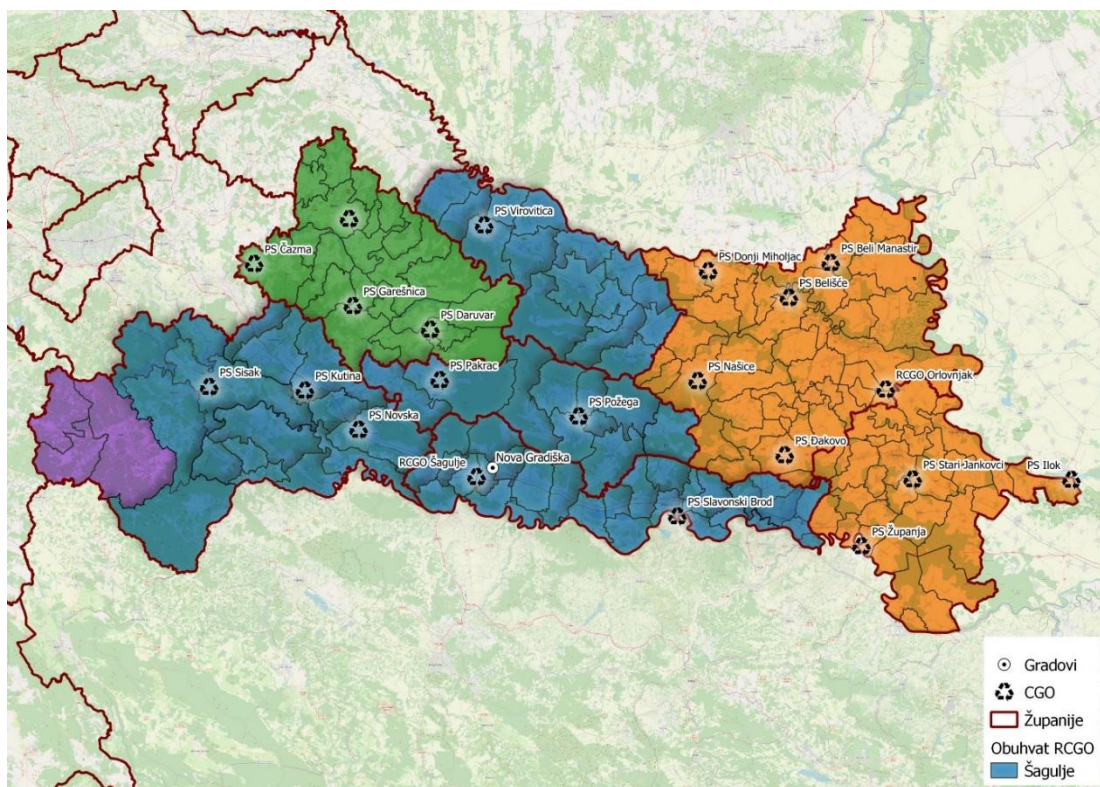 PS Virovitica
PS Čazma
PS Beli Manastir
PS Donji Miholjac
PS Belišće
PS Garešnica
PS Daruvar
PS Pakrac
PS Sisak
PS Kutina
PS Našice
RCGO Orlovnjak
PS Požega
PS Novska
PS Đakovo
Nova Gradiška
RCGO Šagulje
PS Stari Jankovci
PS Ilok
PS Slavonski Brod
PS Županja
Gradovi
CGO
Županije
Obuhvat RCGO
Šagulje